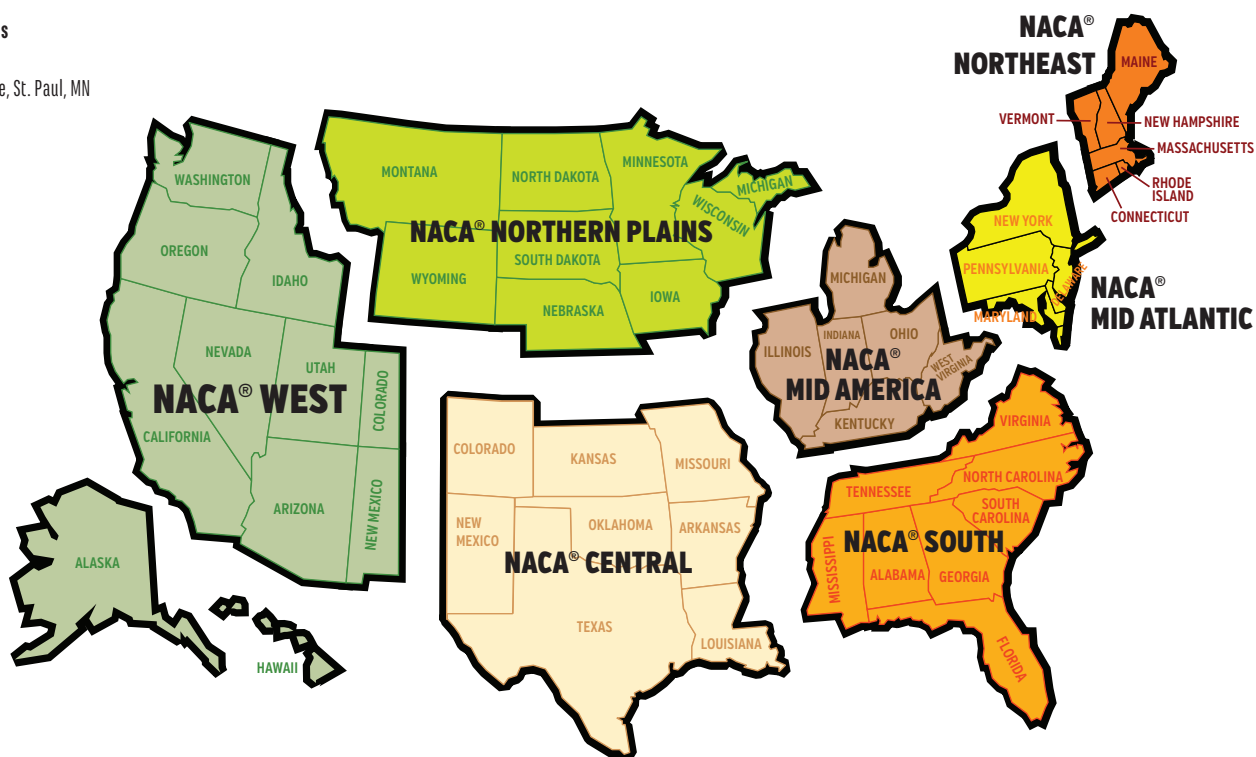 s
e, St. Paul, MN
NACA® WEST
WASHINGTON
OREGON
IDAHO
NEVADA
UTAH
COLORADO
CALIFORNIA
ARIZONA
NEW MEXICO
ALASKA
HAWAII
NACA® NORTHERN PLAINS
MONTANA
NORTH DAKOTA
MINNESOTA
MICHIGAN
WISCONSIN
SOUTH DAKOTA
WYOMING
NEBRASKA
IOWA
NACA® CENTRAL
COLORADO
KANSAS
MISSOURI
NEW
MEXICO
OKLAHOMA
ARKANSAS
TEXAS
LOUISIANA
NACA®
MID AMERICA
MICHIGAN
ILLINOIS
INDIANA
OHIO
WEST
VIRGINIA
KENTUCKY
NACA® SOUTH
VIRGINIA
TENNESSEE
NORTH CAROLINA
SOUTH
CAROLINA
MISSISSIPPI
ALABAMA
GEORGIA
FLORIDA
NACA®
MID ATLANTIC
NEW YORK
PENNSYLVANIA
DELAWARE
MARYLAND
NACA®
NORTHEAST
MAINE
VERMONT
NEW HAMPSHIRE
MASSACHUSETTS
RHODE
ISLAND
CONNECTICUT